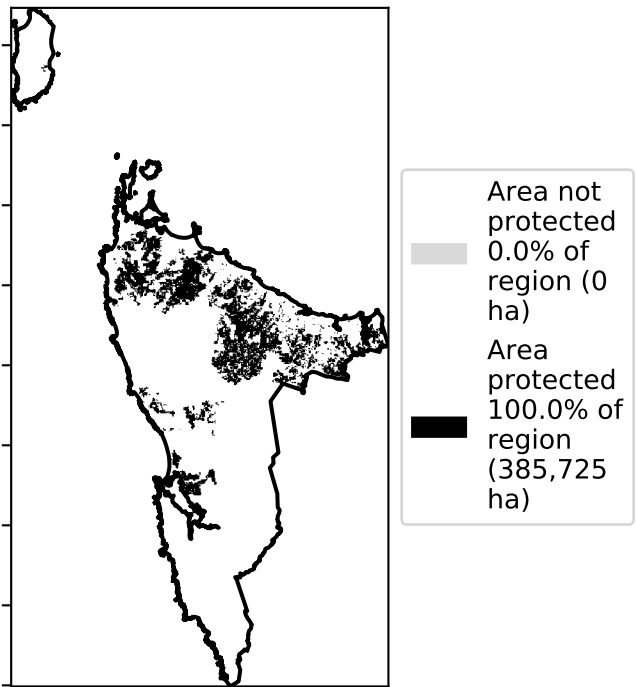 Area not
protected
0.0% of
region (0
ha)
Area
protected
100.0% of
region
(385,725
ha)